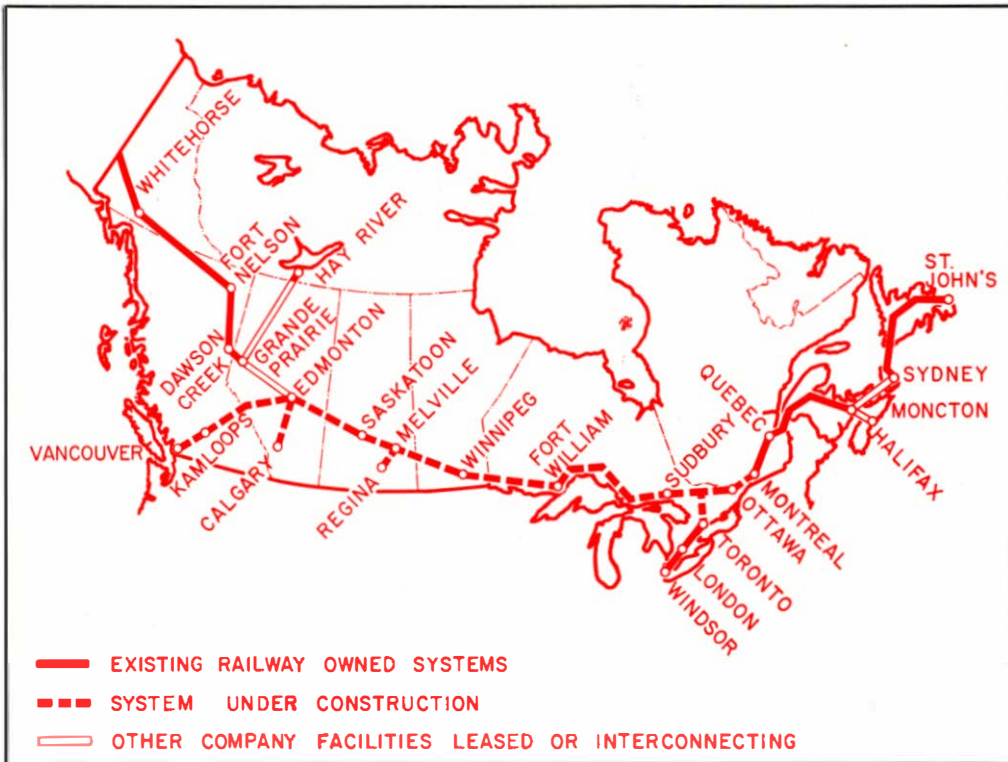 WHITEHORSE
FORT
NELSON
HAY RIVER
DAWSON
CREEK
GRANDE
PRAIRIE
EDMONTON
SASKATOON
MELVILLE
WINNIPEG
FORT
WILLIAM
SUDBURY
QUEBEC
ST.
JOHN'S
SYDNEY
MONCTON
HALIFAX
VANCOUVER
KAMLOOPS
CALGARY
REGINA
MONTREAL
OTTAWA
TORONTO
LONDON
WINDSOR
EXISTING RAILWAY OWNED SYSTEMS
SYSTEM UNDER CONSTRUCTION
OTHER COMPANY FACILITIES LEASED OR INTERCONNECTING